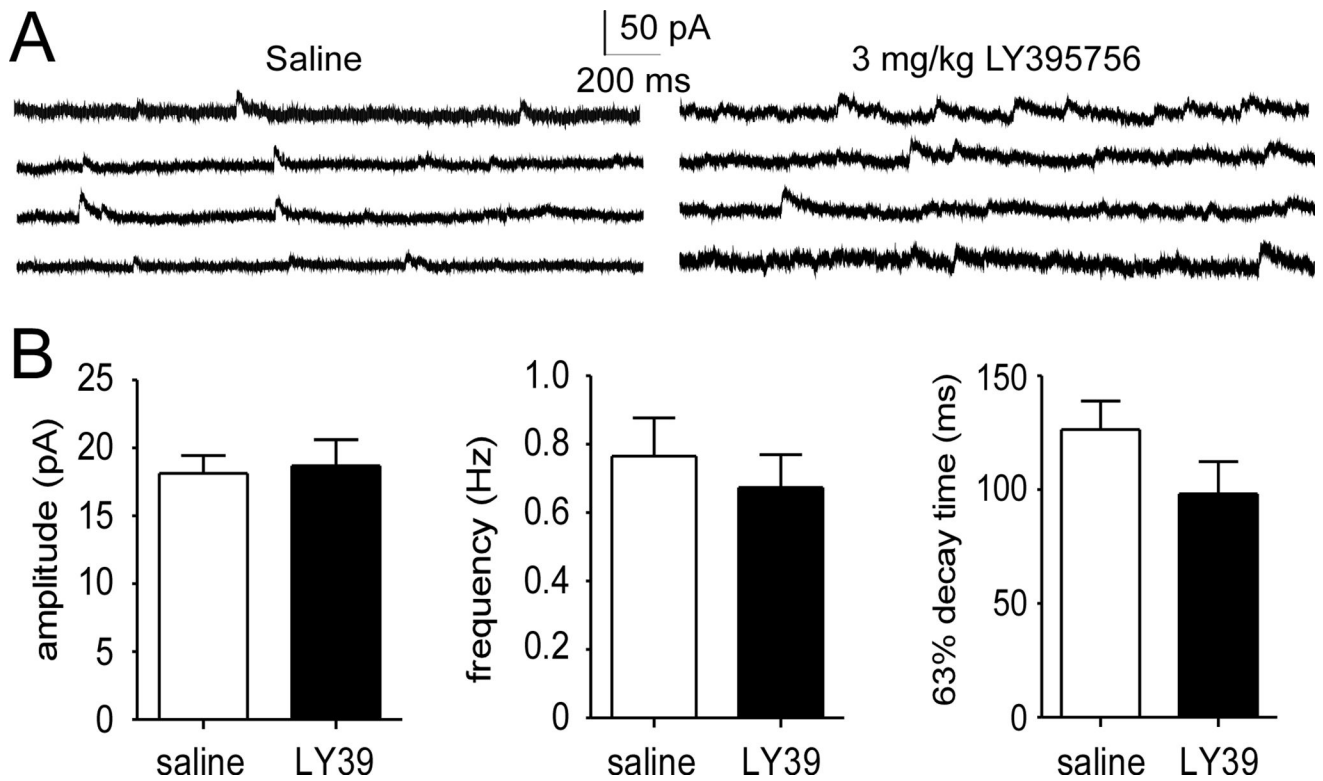 A
Saline
50 pA
200 ms
3 mg/kg LY395756
B
amplitude (pA)
25
20
15
10
5
0
saline
LY39
frequency (Hz)
1.0
0.8
0.6
0.4
0.2
0
saline
LY39
63% decay time (ms)
150
100
50
0
saline
LY39